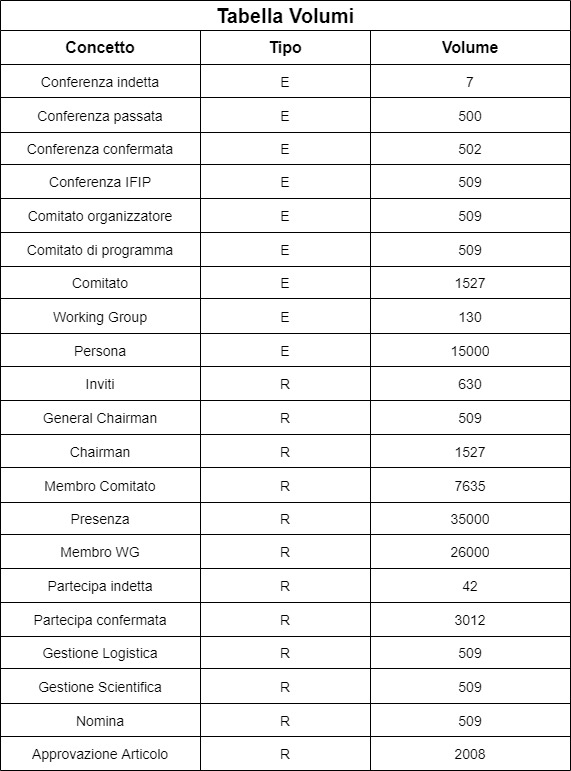 Tabella Volumi
Concetto Tipo Volume
Conferenza indetta E 7
Conferenza passata E 500
Conferenza confermata E 502
Conferenza IFIP E 509
Comitato organizzatore E 509
Comitato di programma E 509
Comitato E 1527
Working Group E 130
Persona E 15000
Inviti R 630
General Chairman R 509
Chairman R 1527
Membro Comitato R 7635
Presenza R 35000
Membro WG R 26000
Partecipa indetta R 42
Partecipa confermata R 3012
Gestione Logistica R 509
Gestione Scientifica R 509
Nomina R 509
Approvazione Articolo R 2008